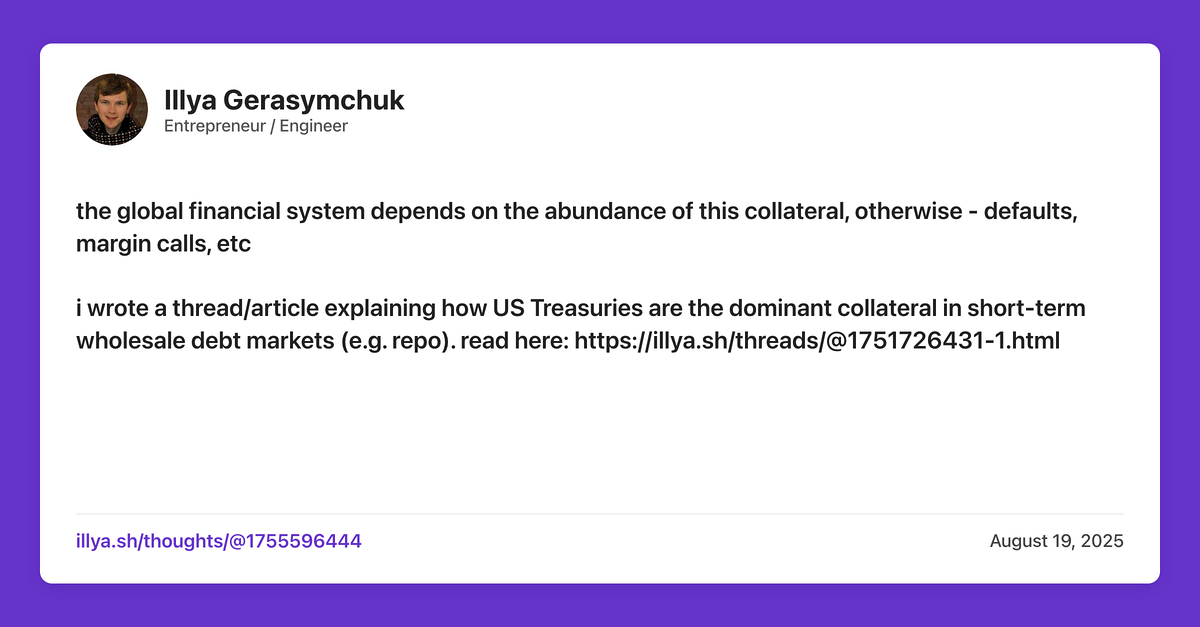 Illya Gerasymchuk
Entrepreneur / Engineer
the global financial system depends on the abundance of this collateral, otherwise - defaults,
margin calls, etc
i wrote a thread/article explaining how US Treasuries are the dominant collateral in short-term
wholesale debt markets (e.g. repo). read here: https://illya.sh/threads/@1751726431-1.html
illya.sh/thoughts/@1755596444
August 19, 2025